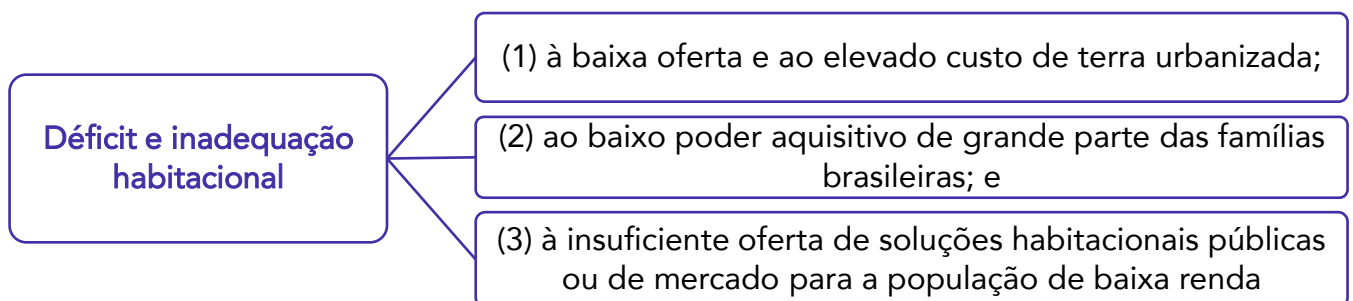 Déficit e inadequação
habitacional
(1) à baixa oferta e ao elevado custo de terra urbanizada;
(2) ao baixo poder aquisitivo de grande parte das famílias
brasileiras; e
(3) à insuficiente oferta de soluções habitacionais públicas
ou de mercado para a população de baixa renda